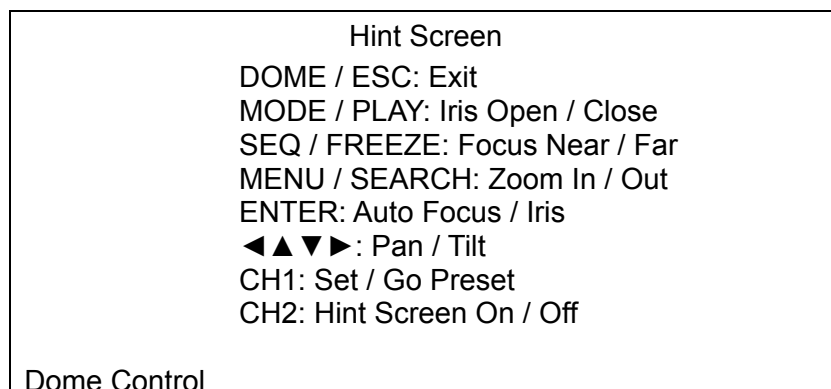 Hint Screen
DOME / ESC: Exit
MODE / PLAY: Iris Open / Close
SEQ / FREEZE: Focus Near / Far
MENU / SEARCH: Zoom In / Out
ENTER: Auto Focus / Iris
◄▲▼►: Pan / Tilt
CH1: Set / Go Preset
CH2: Hint Screen On / Off
Dome Control